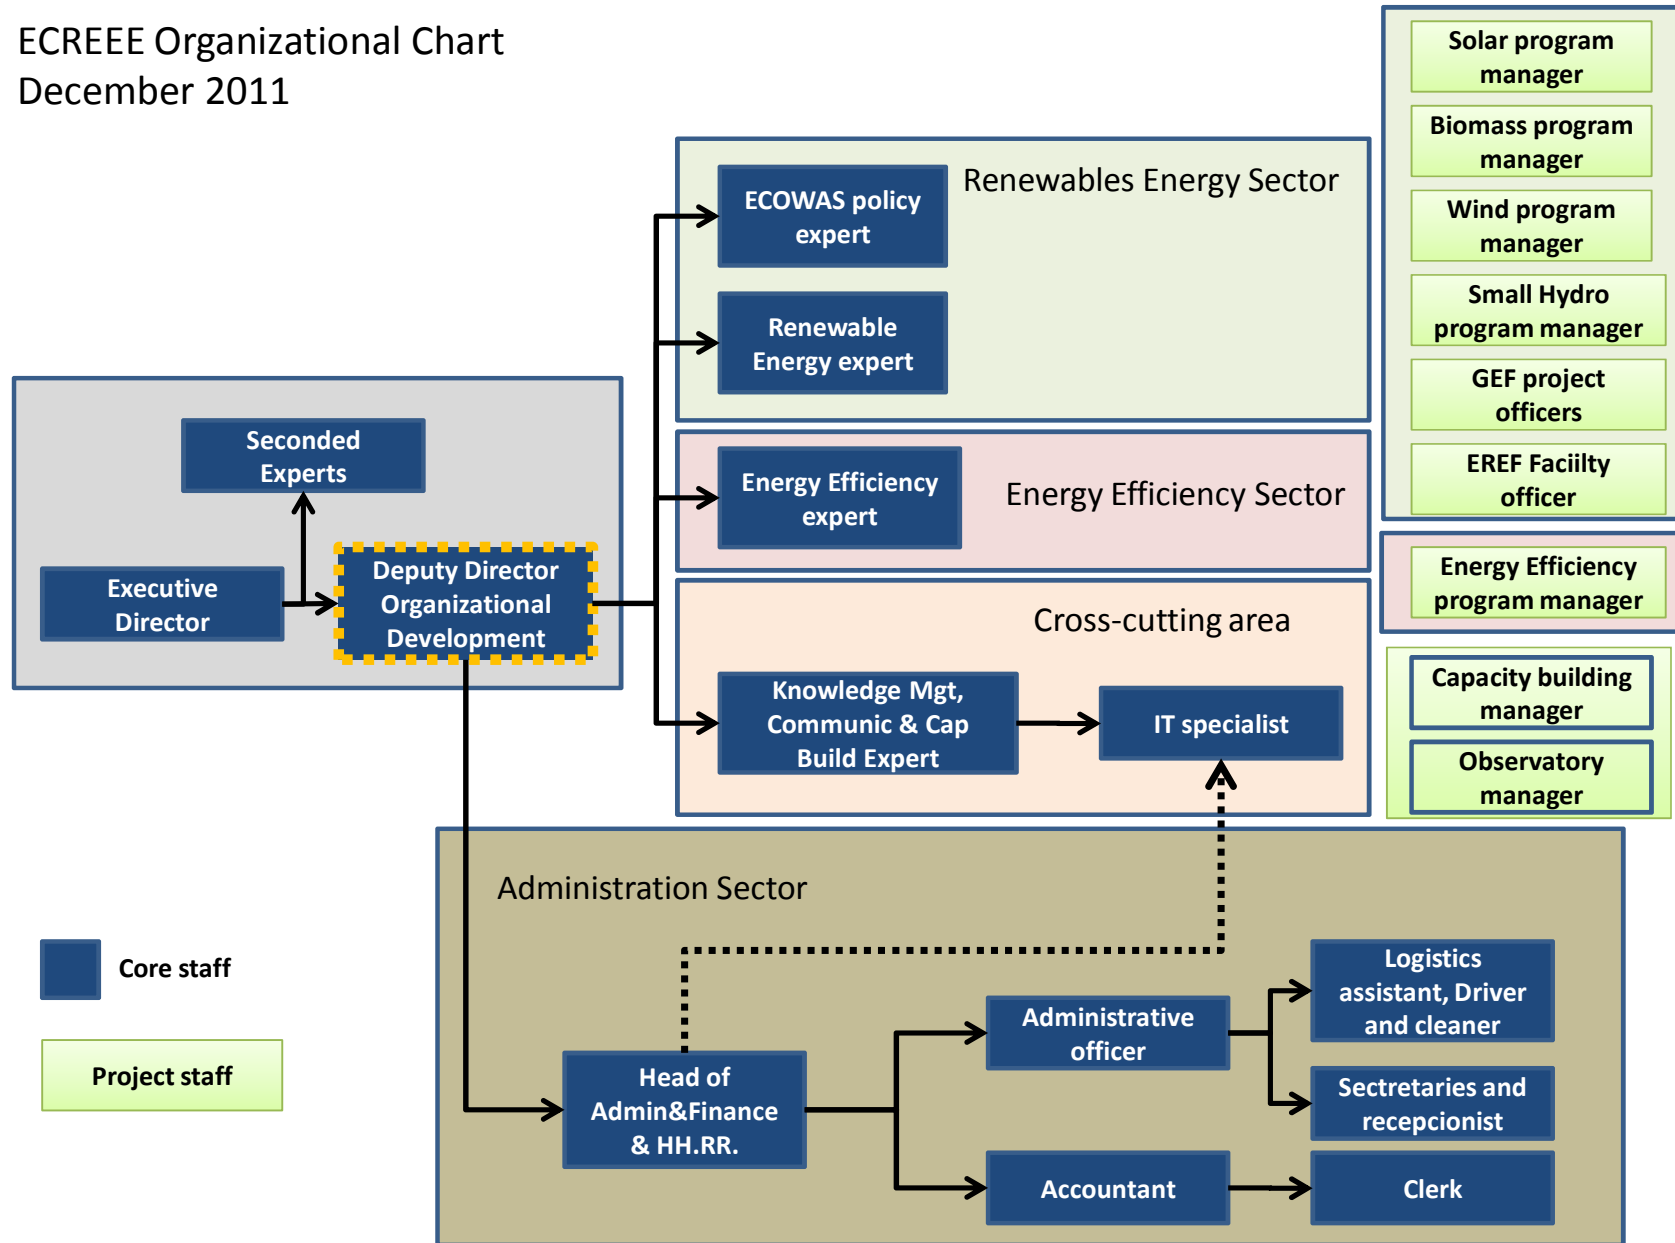 ECREEE Organizational Chart
December 2011
Solar program
manager
Biomass program
manager
Wind program
manager
Small Hydro
program manager
GEF project
officers
EREF Faciilty
officer
Renewables Energy Sector
ECOWAS policy
expert
Renewable
Energy expert
Energy Efficiency
expert
Energy Efficiency Sector
Energy Efficiency
program manager
Seconded
Experts
Executive
Director
Deputy Director
Organizational
Development
Cross-cutting area
Knowledge Mgt,
Communic & Cap
Build Expert
IT specialist
Capacity building
manager
Observatory
manager
Administration Sector
Core staff
Project staff
Head of
Admin&Finance
& HH.RR.
Administrative
officer
Logistics
assistant, Driver
and cleaner
Sectretaries and
recepcionist
Accountant
Clerk